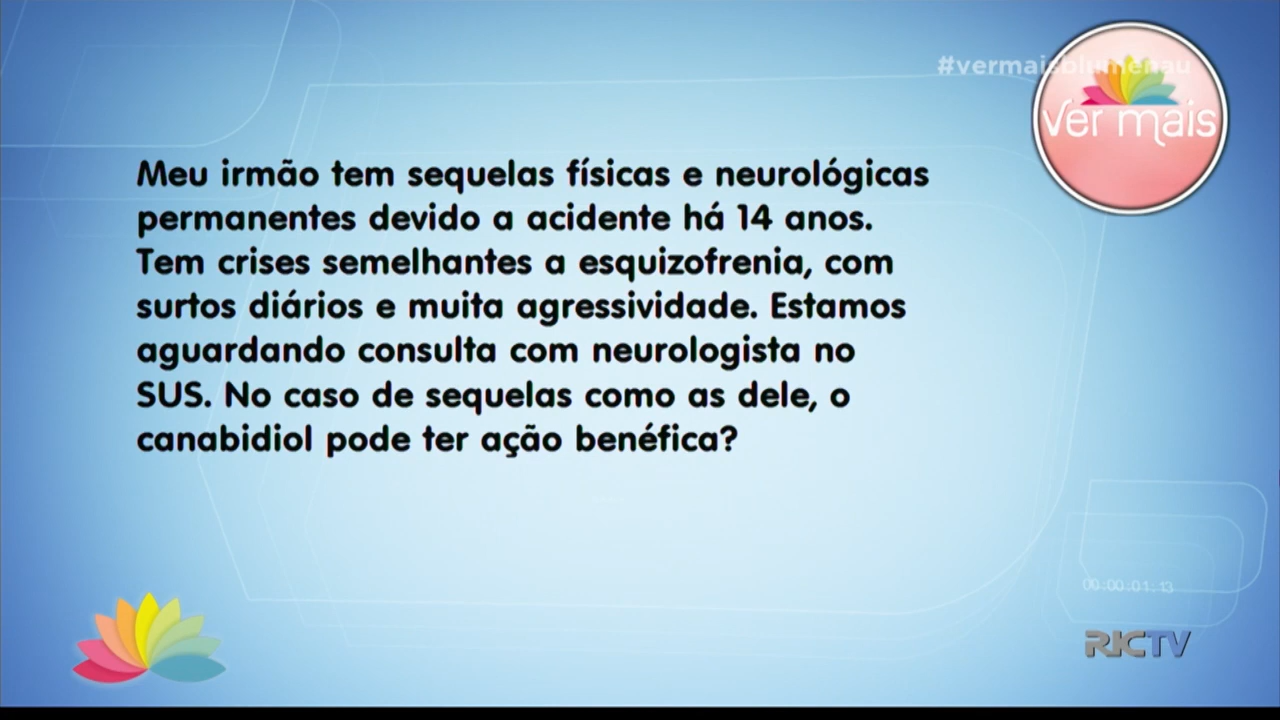 #vermaisblumenau
ver mais
Meu irmão tem sequelas físicas e neurológicas
permanentes devido a acidente há 14 anos.
Tem crises semelhantes a esquizofrenia, com
surtos diários e muita agressividade. Estamos
aguardando consulta com neurologista no
SUS. No caso de sequelas como as dele, o
canabidiol pode ter ação benéfica?
00:00:01:13
RICTV